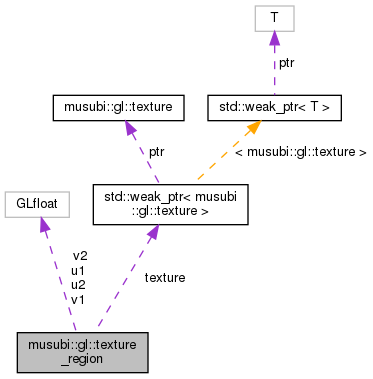 T
ptr
musubi::gl::texture
std::weak_ptr< T >
ptr
< musubi::gl::texture >
GLfloat
std::weak_ptr< musubi
::gl::texture >
v2
u1
u2
v1
texture
musubi::gl::texture
_region